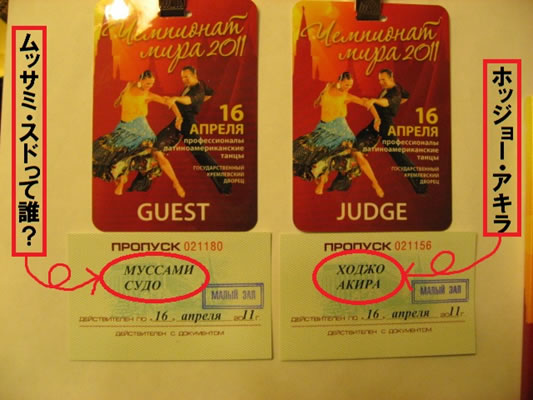 ムッサミ・スドって誰？
Чемпионат
мира 2011
16
АПРЕЛЯ
профессионалы
латиноамериканские
танцы
ГОСУДАРСТВЕННЫЙ
КРЕМЛЕВСКИЙ
ДВОРЕЦ
GUEST
ПРОПУСК 021180
МУССАМИ
СУДО
МАЛЫЙ ЗАЛ
ДЕЙСТВИТЕЛЕН ПО „16„ апреля 2011г
ДЕЙСТВИТЕЛЕН С ДОКУМЕНТОМ
Чемпионат
мира 2011
16
АПРЕЛЯ
профессионалы
латиноамериканские
танцы
ГОСУДАРСТВЕННЫЙ
КРЕМЛЕВСКИЙ
ДВОРЕЦ
JUDGE
ПРОПУСК 021156
ХОДЖО
АКИРА
МАЛЫЙ ЗАЛ
ДЕЙСТВИТЕЛЕН ПО „16„ апреля 2011г
ДЕЙСТВИТЕЛЕН С ДОКУМЕНТОМ
ホッジョー・アキラ